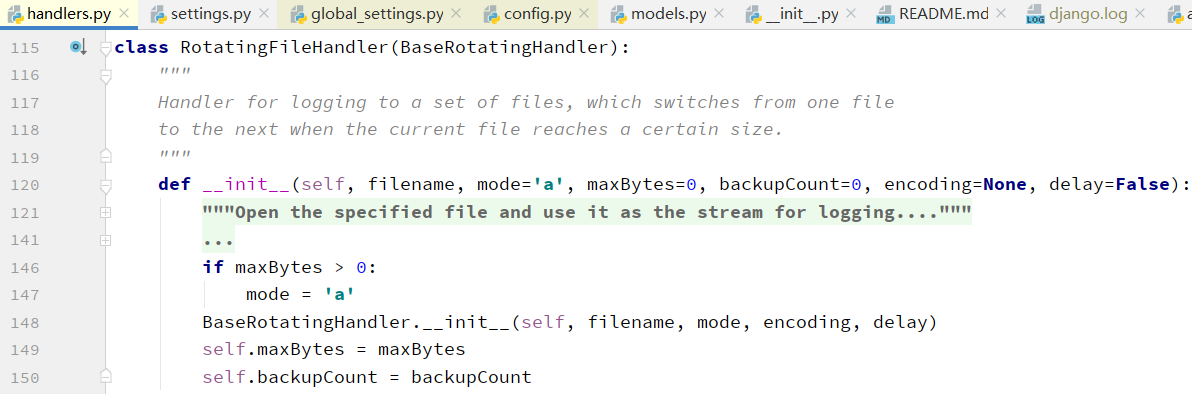 handlers.py settings.py global_settings.py config.py models.py __init__.py MD README.md LOG django.log
115 class RotatingFileHandler(BaseRotatingHandler):
116 """
117 Handler for logging to a set of files, which switches from one file
118 to the next when the current file reaches a certain size.
119 """
120 def __init__(self, filename, mode='a', maxBytes=0, backupCount=0, encoding=None, delay=False):
121 """Open the specified file and use it as the stream for logging...."""
141 ...
146 if maxBytes > 0:
147 mode = 'a'
148 BaseRotatingHandler.__init__(self, filename, mode, encoding, delay)
149 self.maxBytes = maxBytes
150 self.backupCount = backupCount